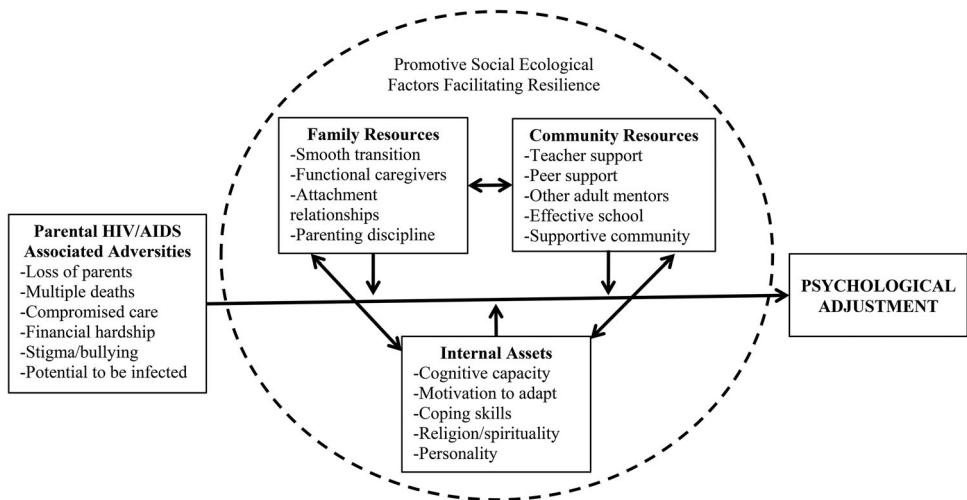 Promotive Social Ecological
Factors Facilitating Resilience
Family Resources
-Smooth transition
-Functional caregivers
-Attachment
relationships
-Parenting discipline
Community Resources
-Teacher support
-Peer support
-Other adult mentors
-Effective school
-Supportive community
Parental HIV/AIDS
Associated Adversities
-Loss of parents
-Multiple deaths
-Compromised care
-Financial hardship
-Stigma/bullying
-Potential to be infected
PSYCHOLOGICAL
ADJUSTMENT
Internal Assets
-Cognitive capacity
-Motivation to adapt
-Coping skills
-Religion/spirituality
-Personality